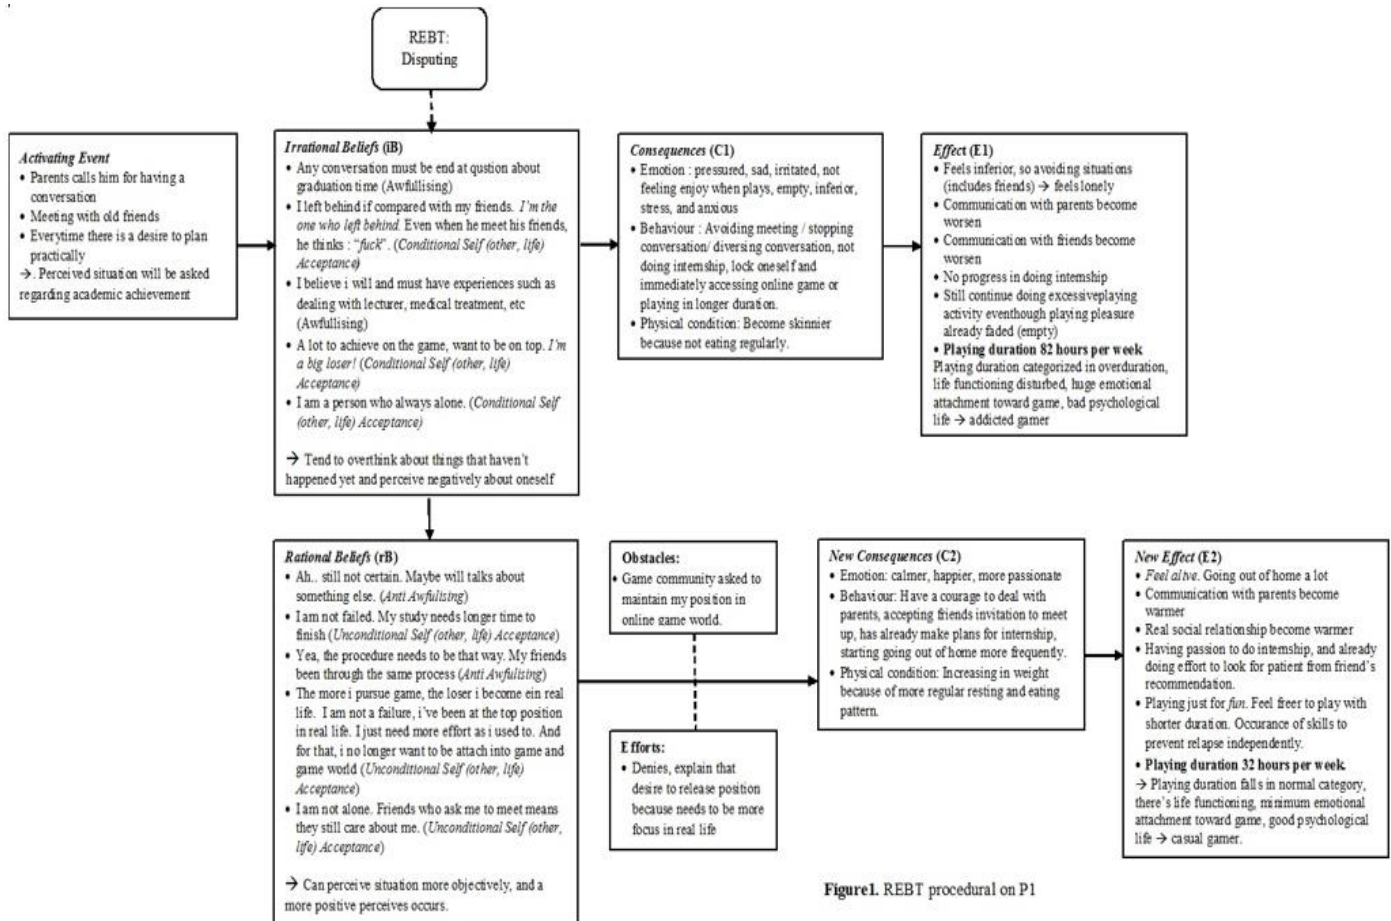 REBT:
Disputing
Activating Event
• Parents calls him for having a
conversation
• Meeting with old friends
• Everytime there is a desire to plan
practically
→. Perceived situation will be asked
regarding academic achievement
Irrational Beliefs (iB)
• Any conversation must be end at qustion about
graduation time (Awfullising)
• I left behind if compared with my friends. I'm the
one who left behind. Even when he meet his friends,
he thinks : “fuck”. (Conditional Self (other, life)
Acceptance)
• I believe i will and must have experiences such as
dealing with lecturer, medical treatment, etc
(Awfullising)
• A lot to achieve on the game, want to be on top. I'm
a big loser! (Conditional Self (other, life)
Acceptance)
• I am a person who always alone. (Conditional Self
(other, life) Acceptance)
→ Tend to overthink about things that haven't
happened yet and perceive negatively about oneself
Consequences (C1)
• Emotion : pressured, sad, irritated, not
feeling enjoy when plays, empty, inferior,
stress, and anxious
• Behaviour : Avoiding meeting / stopping
conversation/ diversing conversation, not
doing internship, lock oneself and
immediately accessing online game or
playing in longer duration.
• Physical condition: Become skinnier
because not eating regularly.
Effect (E1)
• Feels inferior, so avoiding situations
(includes friends) → feels lonely
• Communication with parents become
worsen
• Communication with friends become
worsen
• No progress in doing internship
• Still continue doing excessiveplaying
activity eventhough playing pleasure
already faded (empty)
• Playing duration 82 hours per week
Playing duration categorized in overduration,
life functioning disturbed, huge emotional
attachment toward game, bad psychological
life → addicted gamer
Rational Beliefs (rB)
• Ah.. still not certain. Maybe will talks about
something else. (Anti Awfulising)
• I am not failed. My study needs longer time to
finish (Unconditional Self (other, life) Acceptance)
• Yea, the procedure needs to be that way. My friends
been through the same process (Anti Awfulising)
• The more i pursue game, the loser i become ein real
life. I am not a failure, i've been at the top position
in real life. I just need more effort as i used to. And
for that, i no longer want to be attach into game and
game world (Unconditional Self (other, life)
Acceptance)
• I am not alone. Friends who ask me to meet means
they still care about me. (Unconditional Self (other,
life) Acceptance)
→ Can perceive situation more objectively, and a
more positive perceives occurs.
Obstacles:
• Game community asked to
maintain my position in
online game world.
Efforts:
• Denies, explain that
desire to release position
because needs to be more
focus in real life
New Consequences (C2)
• Emotion: calmer, happier, more passionate
• Behaviour: Have a courage to deal with
parents, accepting friends invitation to meet
up, has already make plans for internship,
starting going out of home more frequently.
• Physical condition: Increasing in weight
because of more regular resting and eating
pattern.
New Effect (E2)
• Feel alive. Going out of home a lot
• Communication with parents become
warmer
• Real social relationship become warmer
• Having passion to do internship, and already
doing effort to look for patient from friend's
recommendation.
• Playing just for fun. Feel freer to play with
shorter duration. Occurance of skills to
prevent relapse independently.
• Playing duration 32 hours per week
→ Playing duration falls in normal category,
there's life functioning, minimum emotional
attachment toward game, good psychological
life → casual gamer.
Figure1. REBT procedural on P1